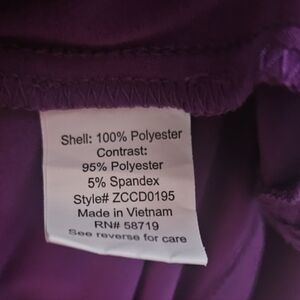 Shell: 100% Polyester
Contrast:
95% Polyester
5% Spandex
Style# ZCCD0195
Made in Vietnam
RN# 58719
See reverse for care